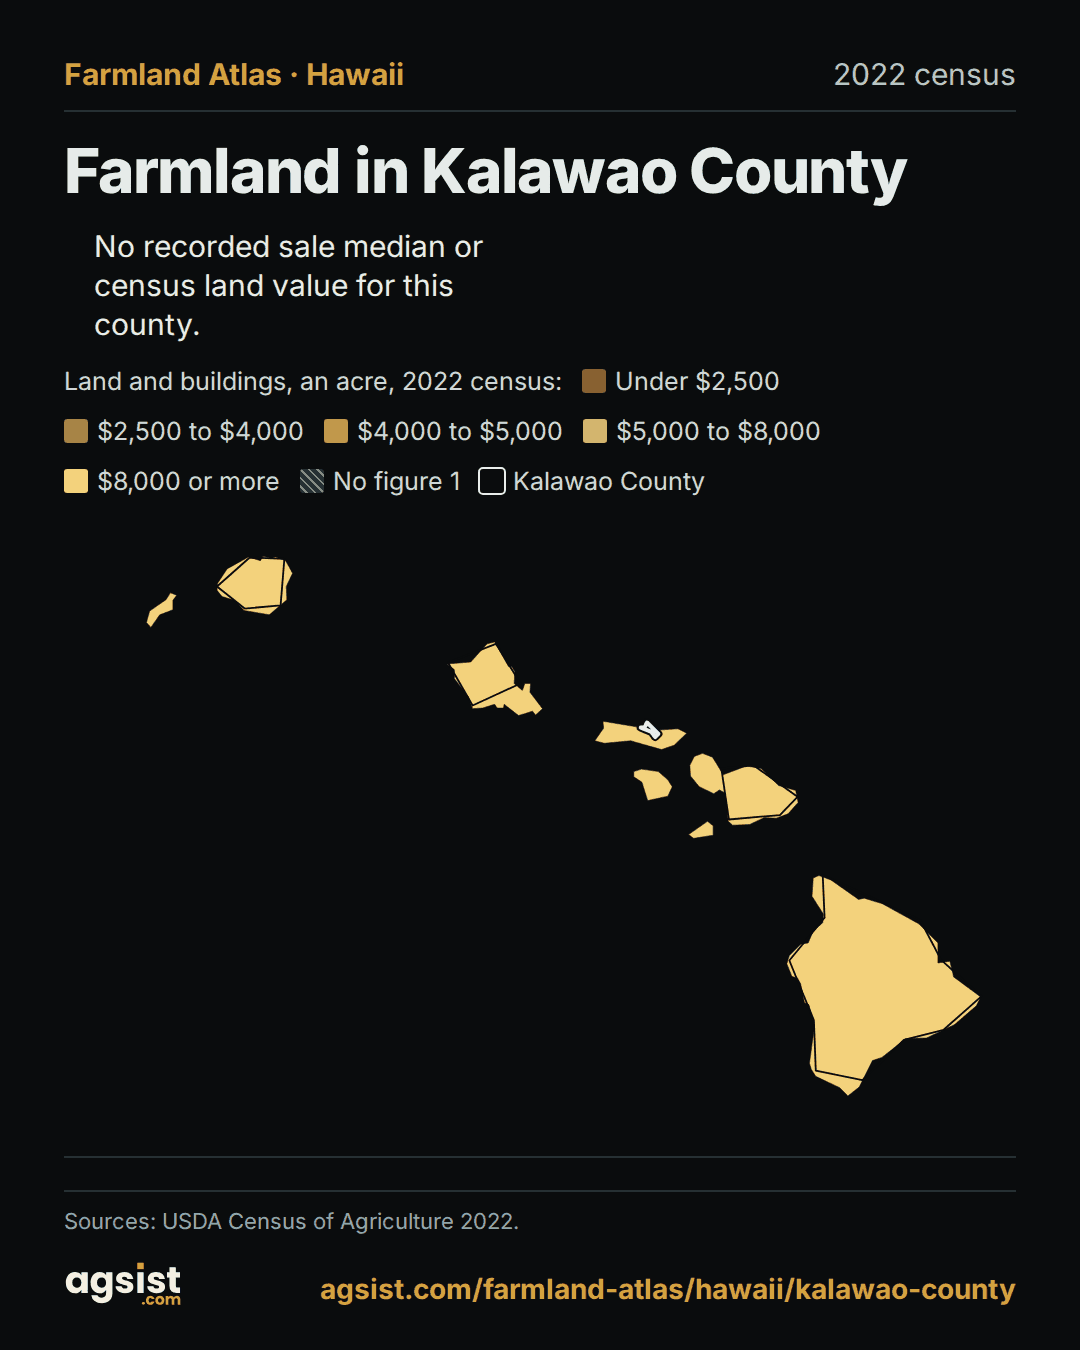 Farmland Atlas · Hawaii
2022 census
Farmland in Kalawao County
No recorded sale median or
census land value for this
county.
Land and buildings, an acre, 2022 census: Under $2,500
$2,500 to $4,000 $4,000 to $5,000 $5,000 to $8,000
$8,000 or more No figure 1 Kalawao County
Sources: USDA Census of Agriculture 2022.
agsist
.com
agsist.com/farmland-atlas/hawaii/kalawao-county